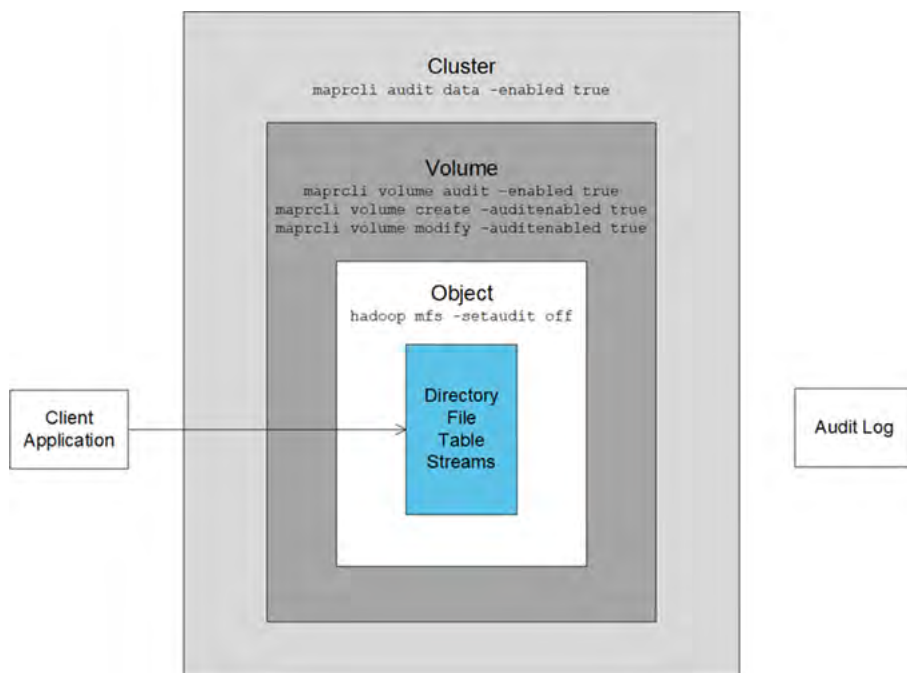 Cluster
maprcli audit data -enabled true
Volume
maprcli volume audit -enabled true
maprcli volume create -auditenabled true
maprcli volume modify -auditenabled true
Object
hadoop mfs -setaudit off
Directory
File
Table
Streams
Client
Application
Audit Log